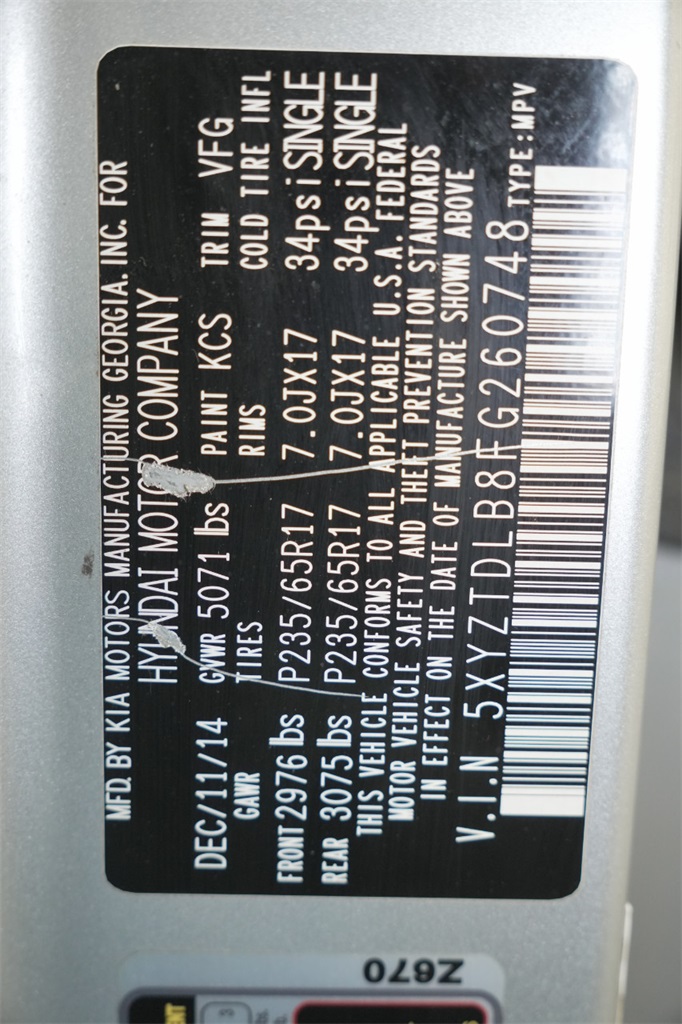 MFD. BY KIA MOTORS MANUFACTURING GEORGIA. INC. FOR
HYUNDAI MOTOR COMPANY
DEC/11/14 GVWR 5071 lbs PAINT KCS TRIM VFG
GAWR TIRES RIMS COLD TIRE INFL
FRONT 2976 lbs P235/65R17 7.0JX17 34psi SINGLE
REAR 3075 lbs P235/65R17 7.0JX17 34psi SINGLE
THIS VEHICLE CONFORMS TO ALL APPLICABLE U.S.A. FEDERAL
MOTOR VEHICLE SAFETY AND THEFT PREVENTION STANDARDS
IN EFFECT ON THE DATE OF MANUFACTURE SHOWN ABOVE
V.I.N 5XYZTDLB8FG260748 TYPE:MPV
Z670
3